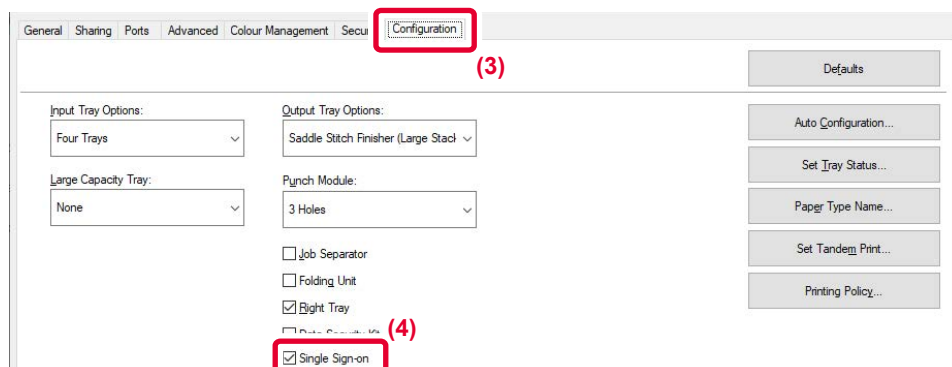 General Sharing Ports Advanced Colour Management Secu Configuration
(3)
Defaults
Input Tray Options:
Four Trays
Output Tray Options:
Saddle Stitch Finisher (Large Stack
Auto Configuration...
Set Tray Status...
Large Capacity Tray:
None
Punch Module:
3 Holes
Paper Type Name...
Set Tandem Print...
Printing Policy...
Job Separator
Folding Unit
Right Tray
(4)
Single Sign-on